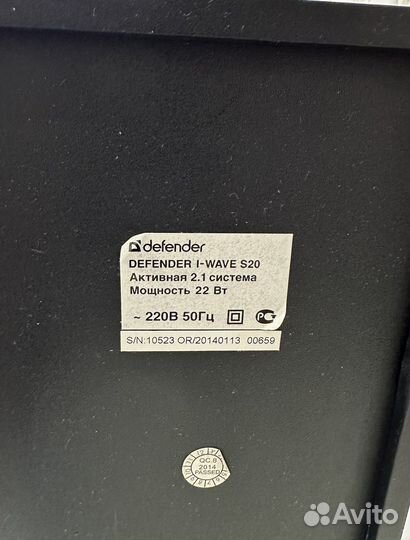 defender
DEFENDER I-WAVE S20
Активная 2.1 система
Мощность 22 Вт
~ 220В 50Гц
S/N:10523 OR/20140113 00659
QC.8
2014
PASSED
Avito